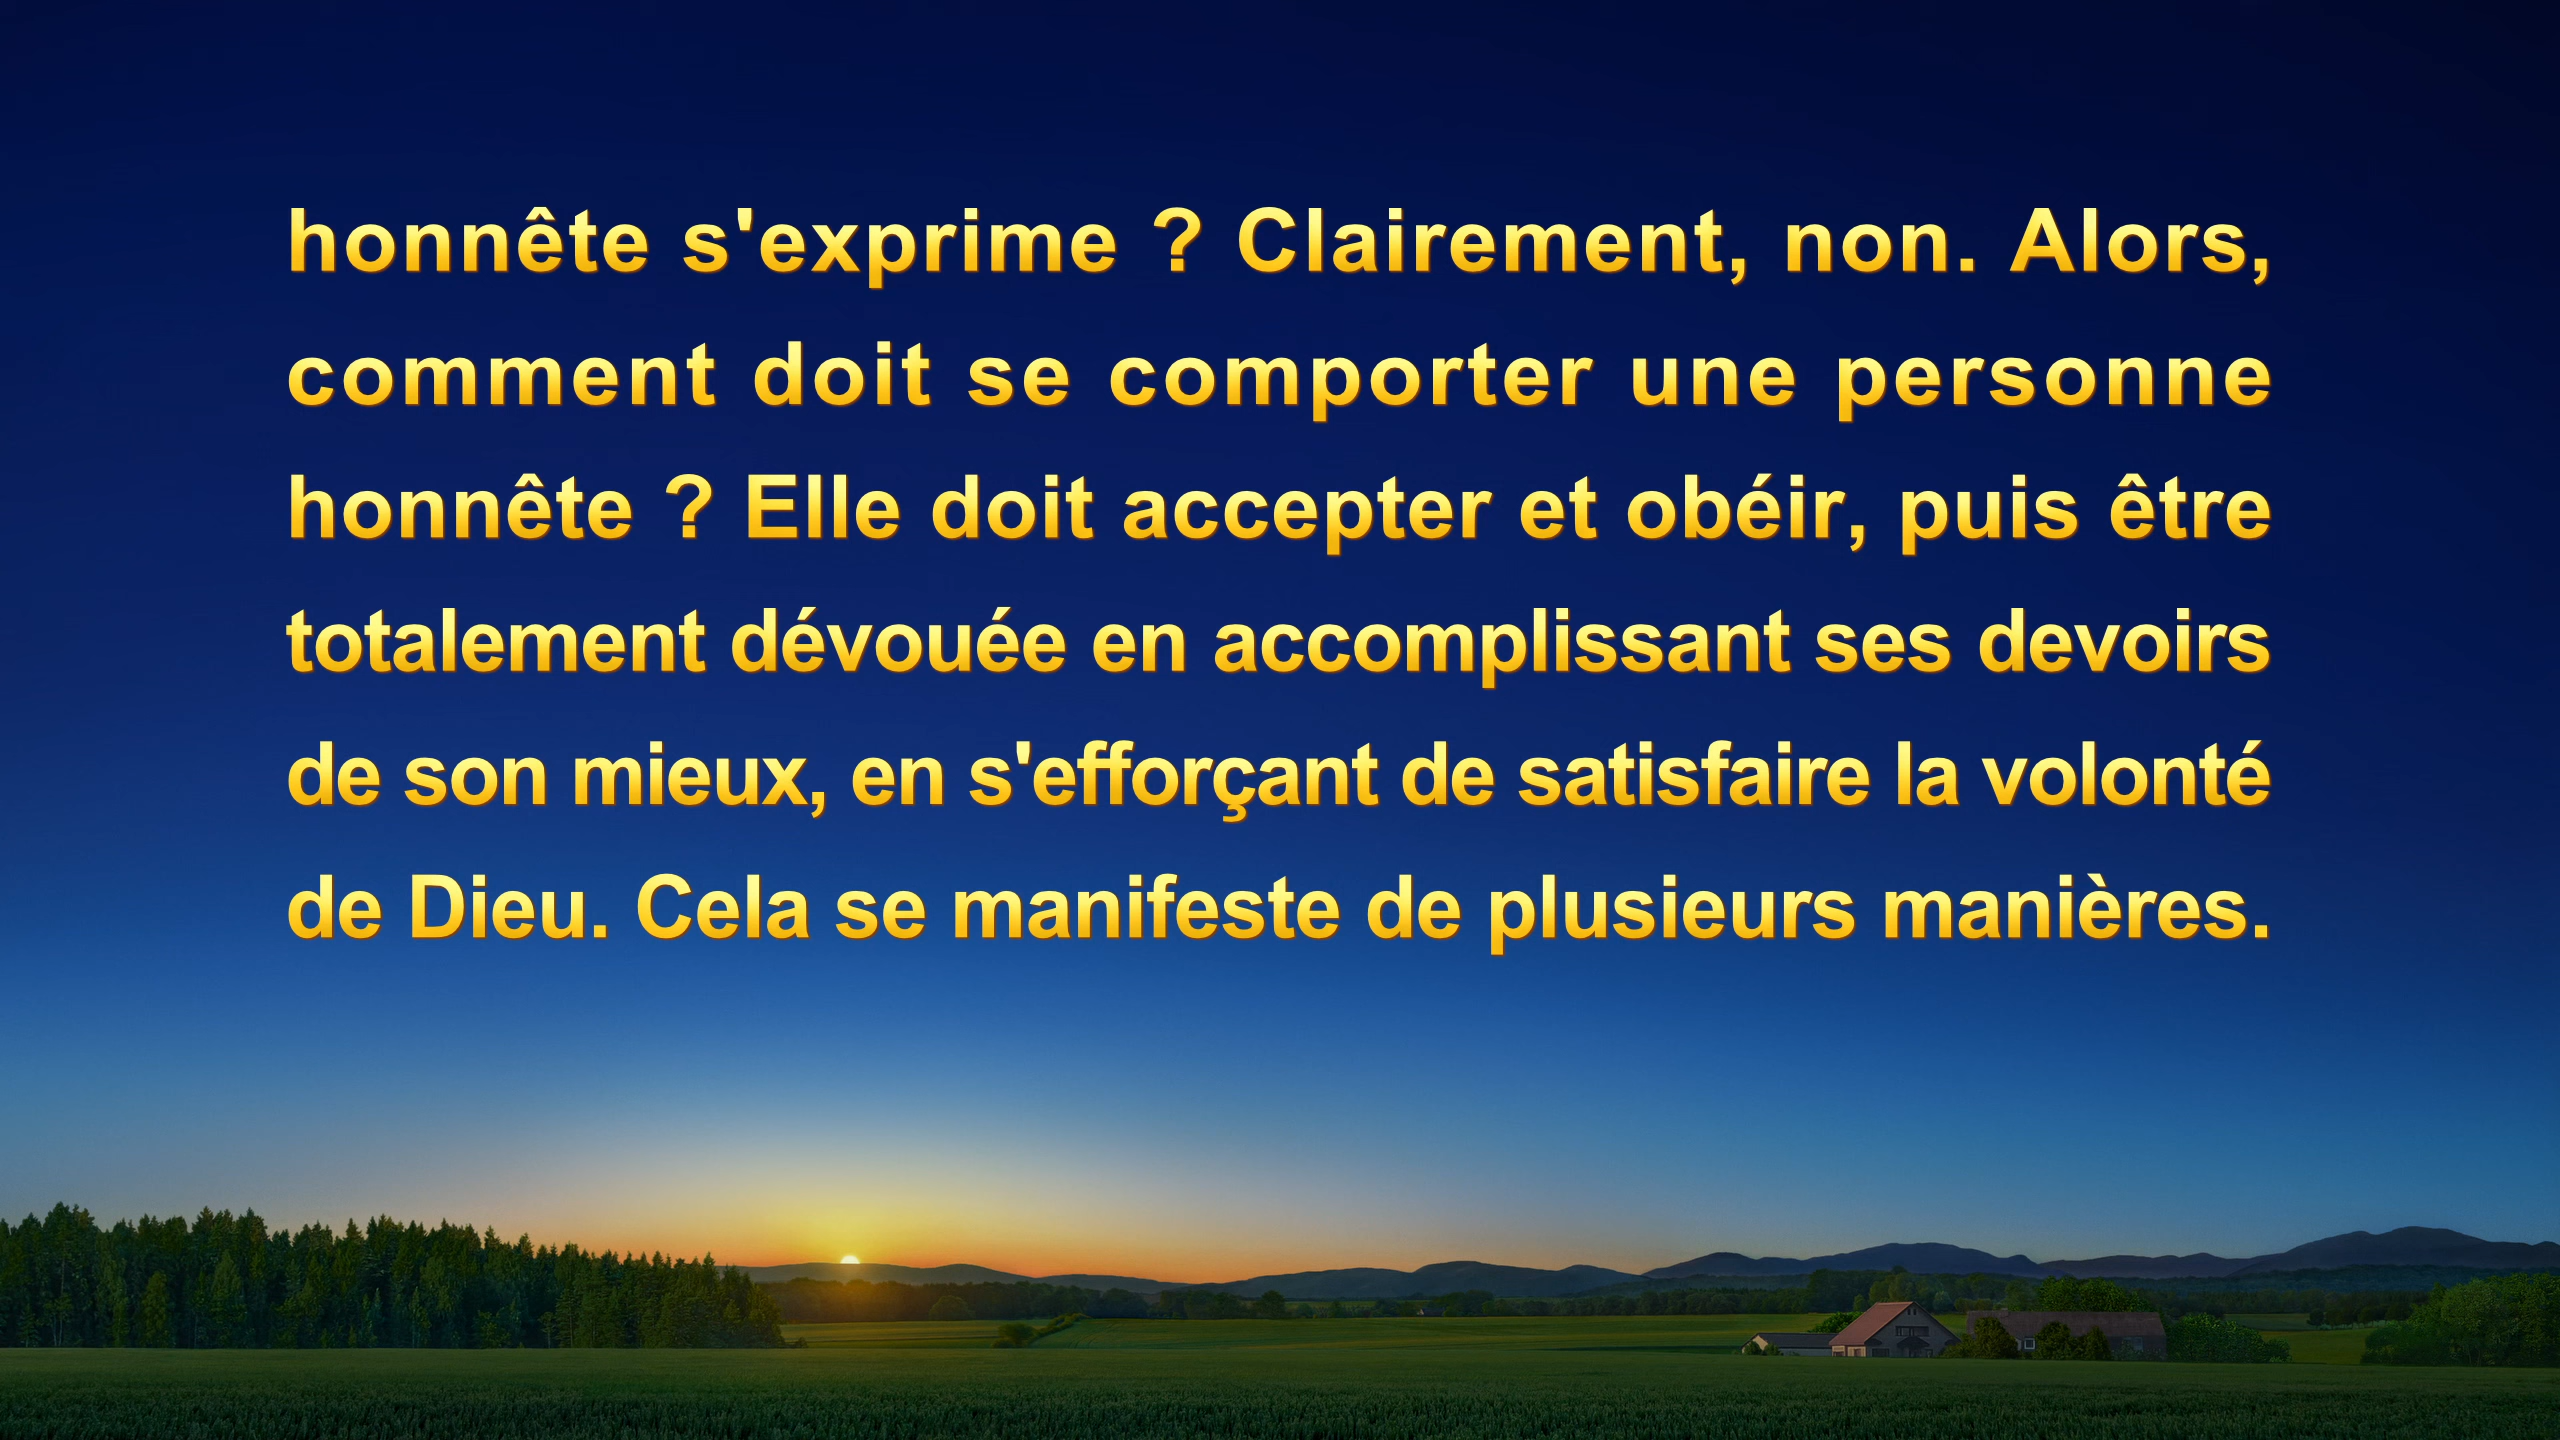 honnête s'exprime ? Clairement, non. Alors,
comment doit se comporter une personne
honnête ? Elle doit accepter et obéir, puis être
totalement dévouée en accomplissant ses devoirs
de son mieux, en s'efforçant de satisfaire la volonté
de Dieu. Cela se manifeste de plusieurs manières.